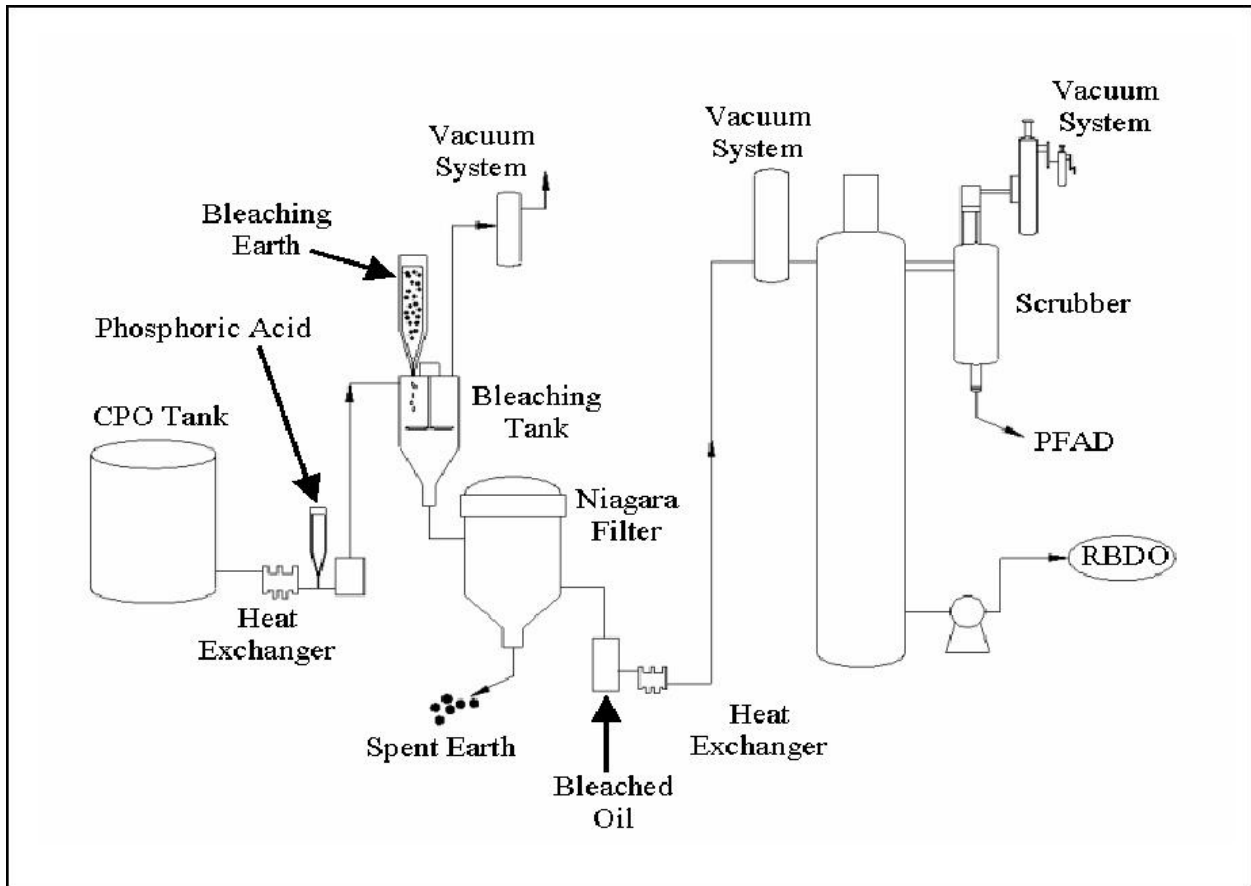 Vacuum
System
Vacuum
System
Vacuum
System
Bleaching
Earth
Phosphoric Acid
Scrubber
CPO Tank
Bleaching
Tank
PFAD
Niagara
Filter
RBDO
Heat
Exchanger
Spent Earth
Heat
Exchanger
Bleached
Oil